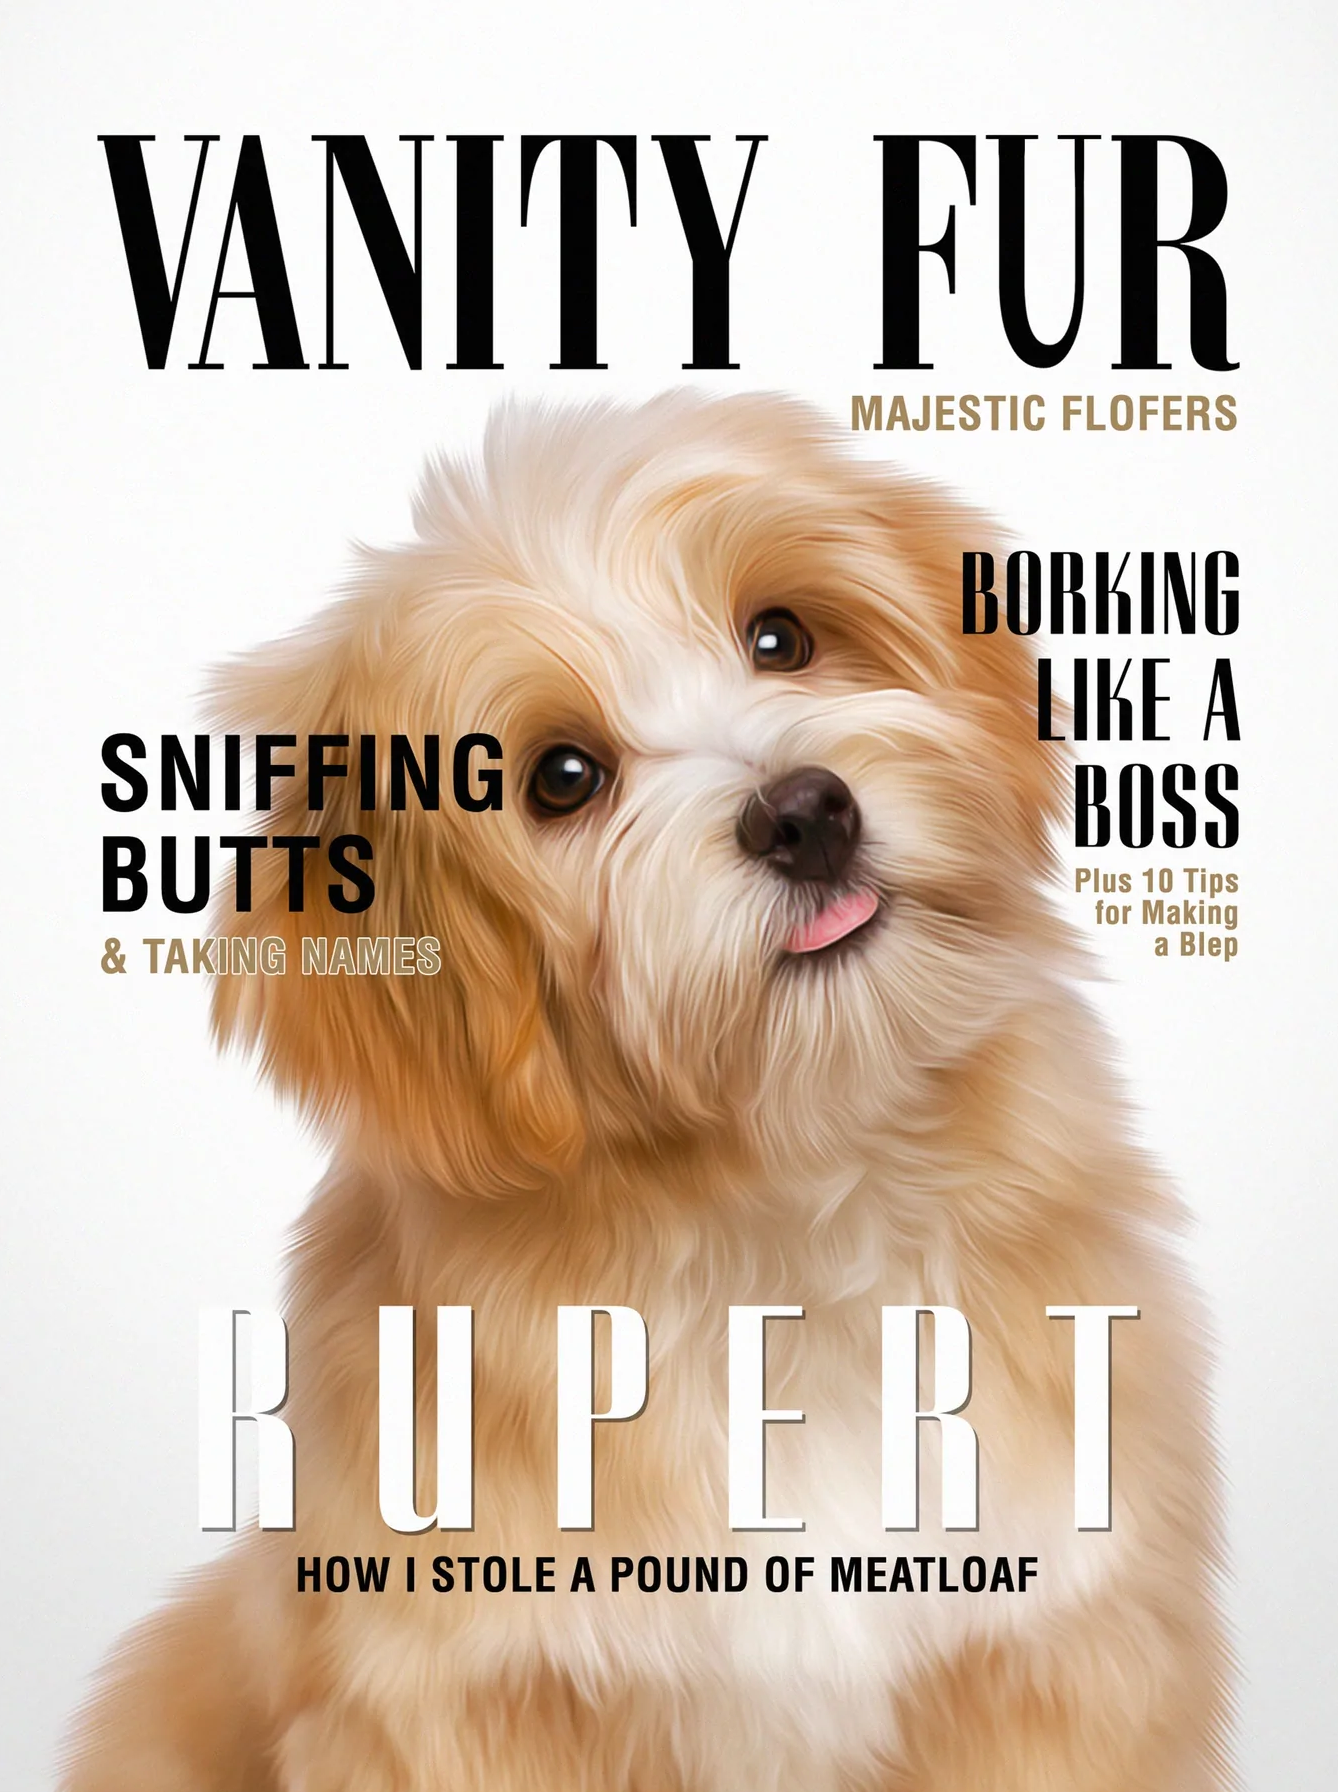 VANITY FUR
MAJESTIC FLOFERS
BORKING
LIKE A
BOSS
Plus 10 Tips
for Making
a Blep
SNIFFING
BUTTS
& TAKING NAMES
RUPERT
HOW I STOLE A POUND OF MEATLOAF